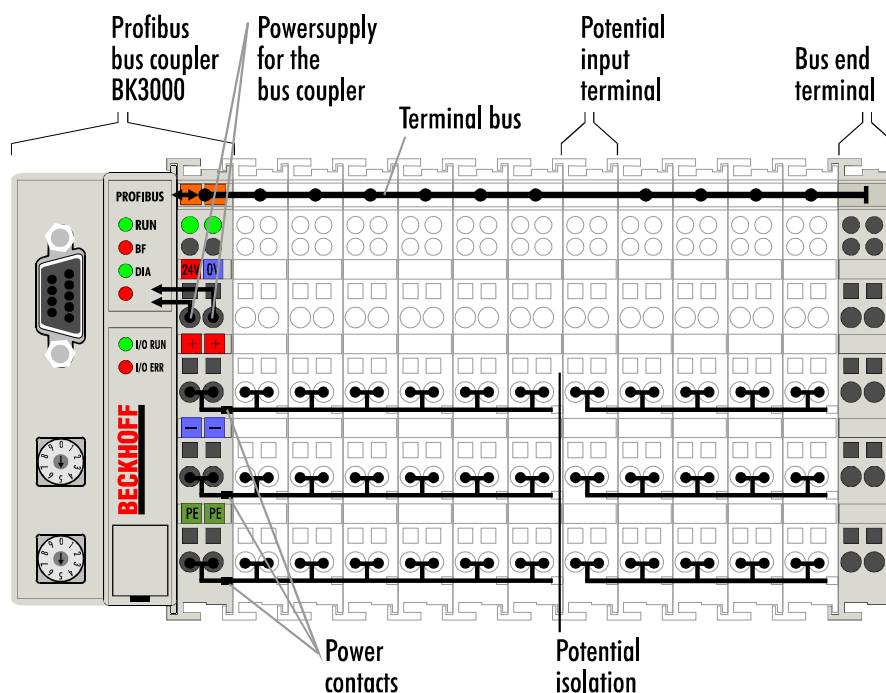 Profibus
bus coupler
BK3000
Powersupply
for the
bus coupler
Potential
input
terminal
Bus end
terminal
Terminal bus
PROFIBUS
RUN
BF
DIA
24V 0V
+ +
I/O RUN
I/O ERR
BECKHOFF
– –
PE PE
Power
contacts
Potential
isolation